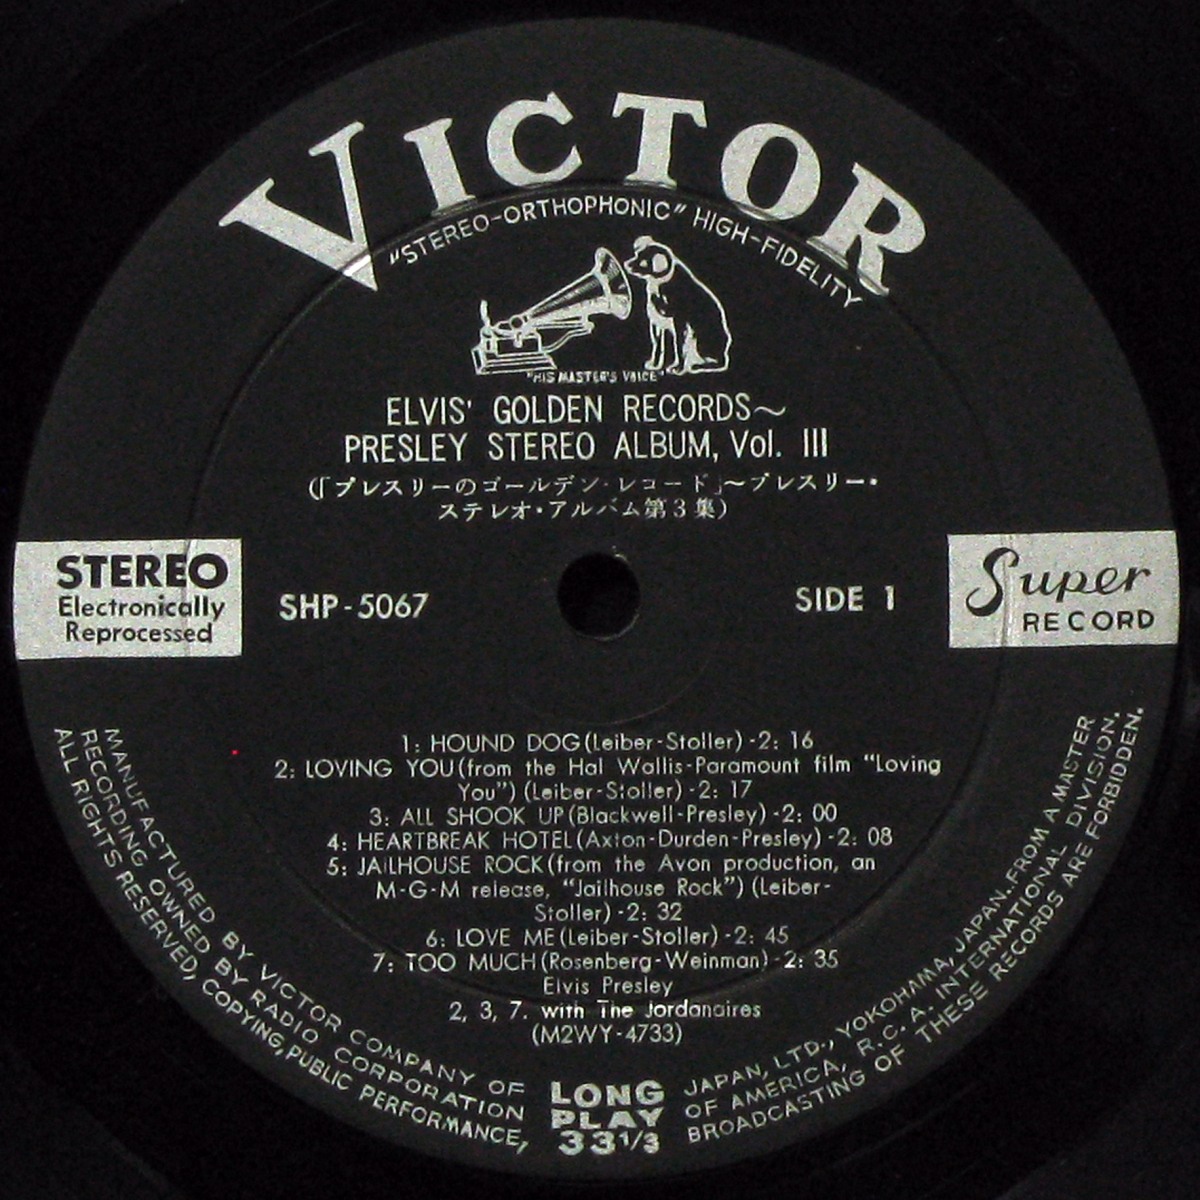 VICTOR
"STEREO-ORTHOPHONIC" HIGH-FIDELITY
"HIS MASTER'S VOICE"
ELVIS' GOLDEN RECORDS~
PRESLEY STEREO ALBUM, Vol. III
(「プレスリーのゴールデン・レコード」~プレスリー・
ステレオ・アルバム第3集)
STEREO
Electronically
Reprocessed
SHP-5067
SIDE 1
Super
RECORD
1: HOUND DOG(Leiber-Stoller)-2: 16
2: LOVING YOU(from the Hal Wallis-Paramount film "Loving
You")(Leiber-Stoller)-2: 17
3: ALL SHOOK UP(Blackwell-Presley)-2: 00
4: HEARTBREAK HOTEL(Axton-Durden-Presley)-2: 08
5: JAILHOUSE ROCK(from the Avon production, an
M-G-M release, "Jailhouse Rock")(Leiber-
Stoller)-2: 32
6: LOVE ME(Leiber-Stoller)-2: 45
7: TOO MUCH(Rosenberg-Weinman)-2: 35
Elvis Presley
2, 3, 7. with The Jordanaires
(M2WY-4733)
MANUFACTURED BY VICTOR COMPANY OF JAPAN, LTD., YOKOHAMA, JAPAN..FROM A MASTER
RECORDING OWNED BY RADIO CORPORATION OF AMERICA, R.C.A. INTERNATIONAL DIVISION.
ALL RIGHTS RESERVED, COPYING, PUBLIC PERFORMANCE, BROADCASTING OF THESE RECORDS ARE FORBIDDEN.
LONG
PLAY
33 1/3